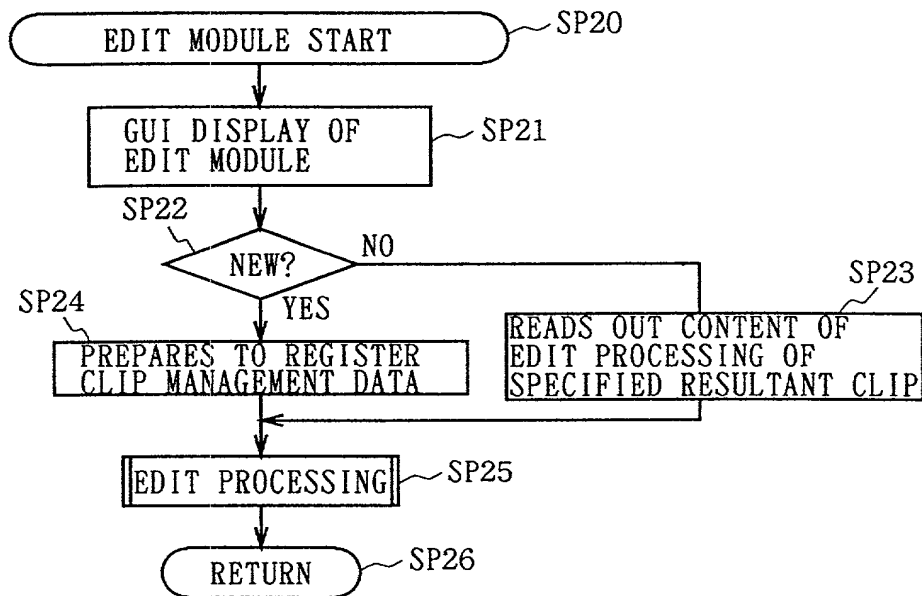 EDIT MODULE START
SP20
GUI DISPLAY OF
EDIT MODULE
SP21
SP22
NEW?
NO
YES
SP24
PREPARES TO REGISTER
CLIP MANAGEMENT DATA
SP23
READS OUT CONTENT OF
EDIT PROCESSING OF
SPECIFIED RESULTANT CLIP
EDIT PROCESSING
SP25
RETURN
SP26